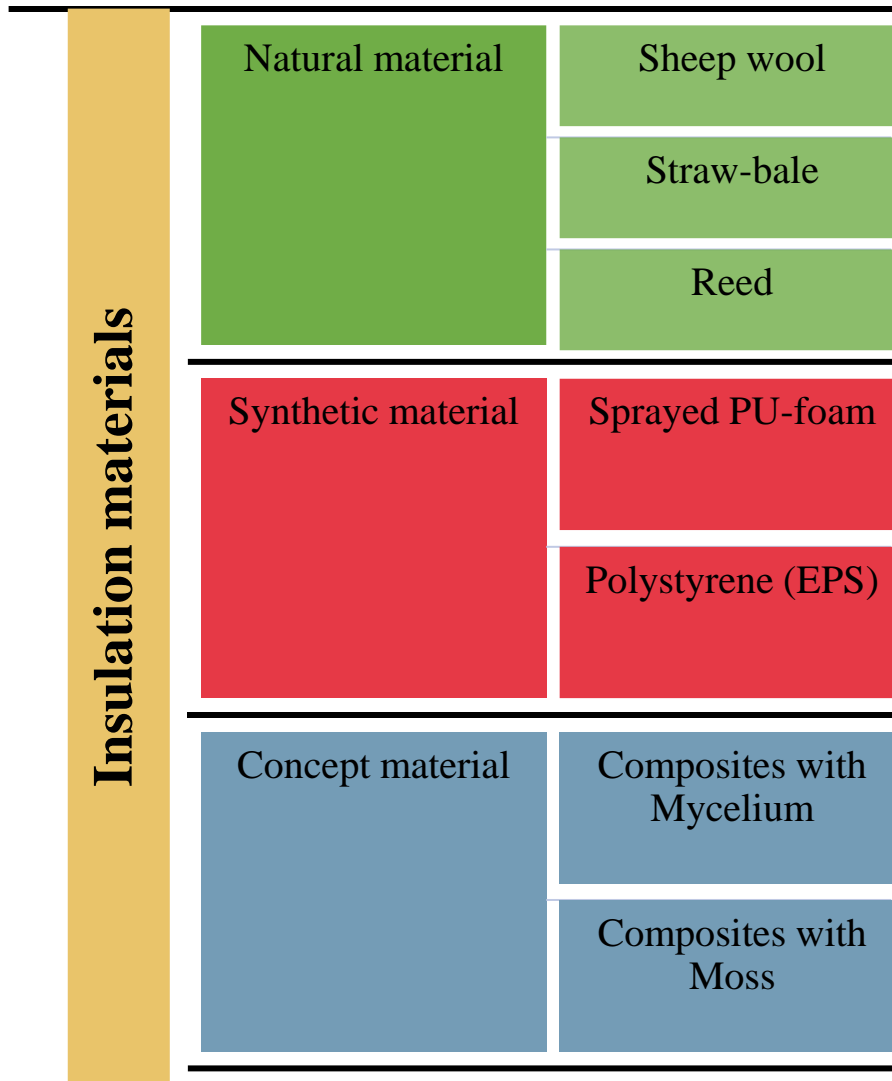 Insulation materials
Natural material
Sheep wool
Straw-bale
Reed
Synthetic material
Sprayed PU-foam
Polystyrene (EPS)
Concept material
Composites with
Mycelium
Composites with
Moss